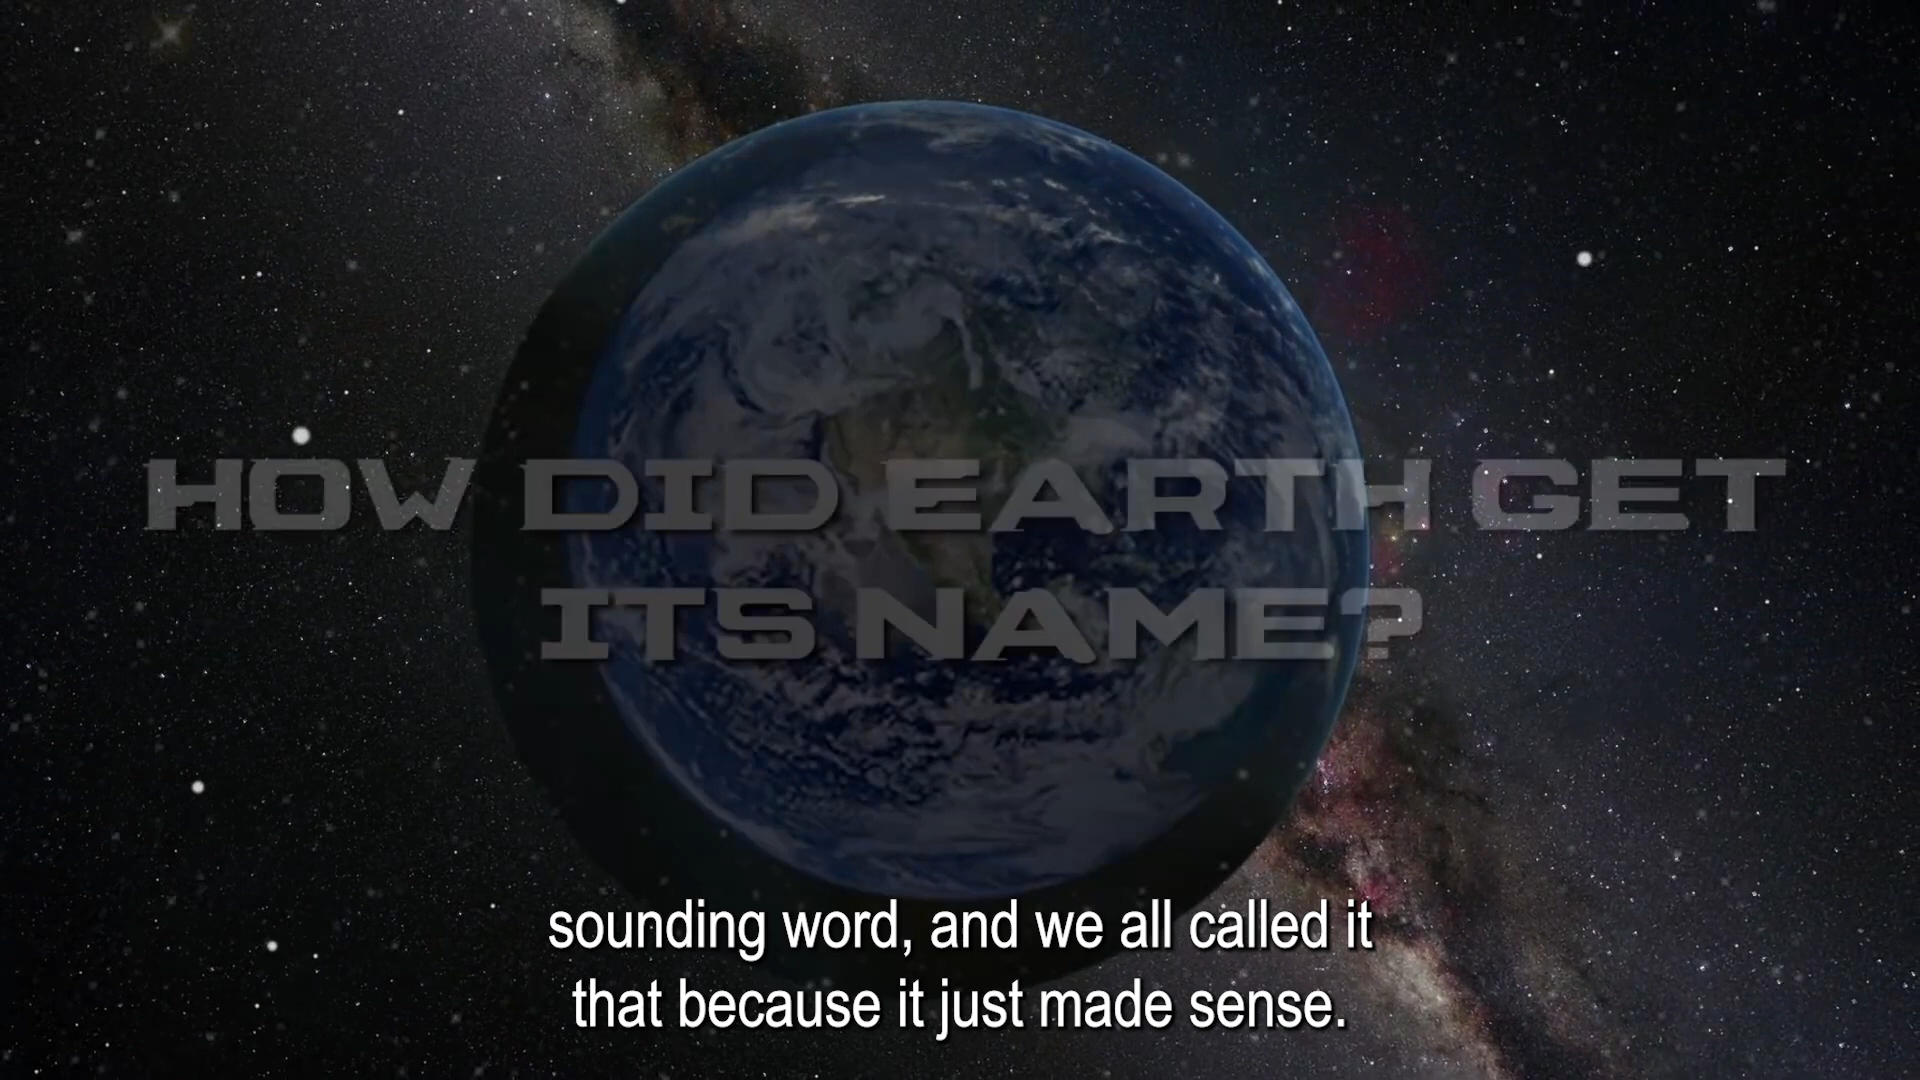 HOW DID EARTH GET
ITS NAME?
sounding word, and we all called it
that because it just made sense.